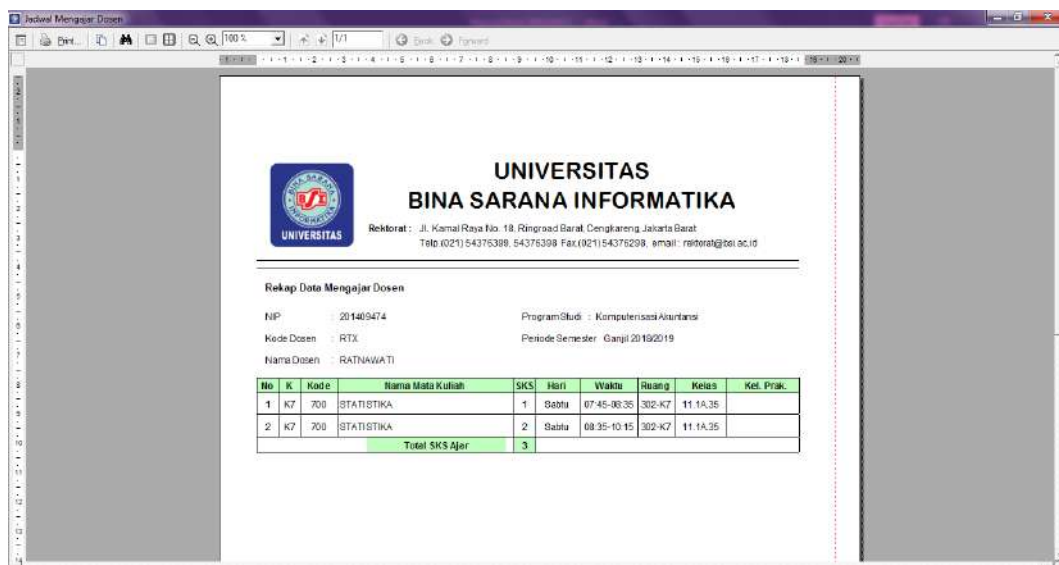 Jadwal Mengajar Dosen
Print... 100 % 1/1 Back Forward
UNIVERSITAS
BINA SARANA INFORMATIKA
BINA SARANA
BSI
INFORMATIKA
UNIVERSITAS
Rektorat : Jl. Kamal Raya No. 18, Ringroad Barat, Cengkareng, Jakarta Barat
Telp.(021) 54376399, 54376398 Fax.(021)54376298, email : rektorat@bsi.ac.id
Rekap Data Mengajar Dosen
NIP : 201409474 Program Studi : Komputerisasi Akuntansi
Kode Dosen : RTX Periode Semester Ganjil 2018/2019
Nama Dosen : RATNAWATI
No K Kode Nama Mata Kuliah SKS Hari Waktu Ruang Kelas Kel. Prak.
1 K7 700 STATISTIKA 1 Sabtu 07:45-08:35 302-K7 11.1A.35
2 K7 700 STATISTIKA 2 Sabtu 08:35-10:15 302-K7 11.1A.35
Total SKS Ajar 3